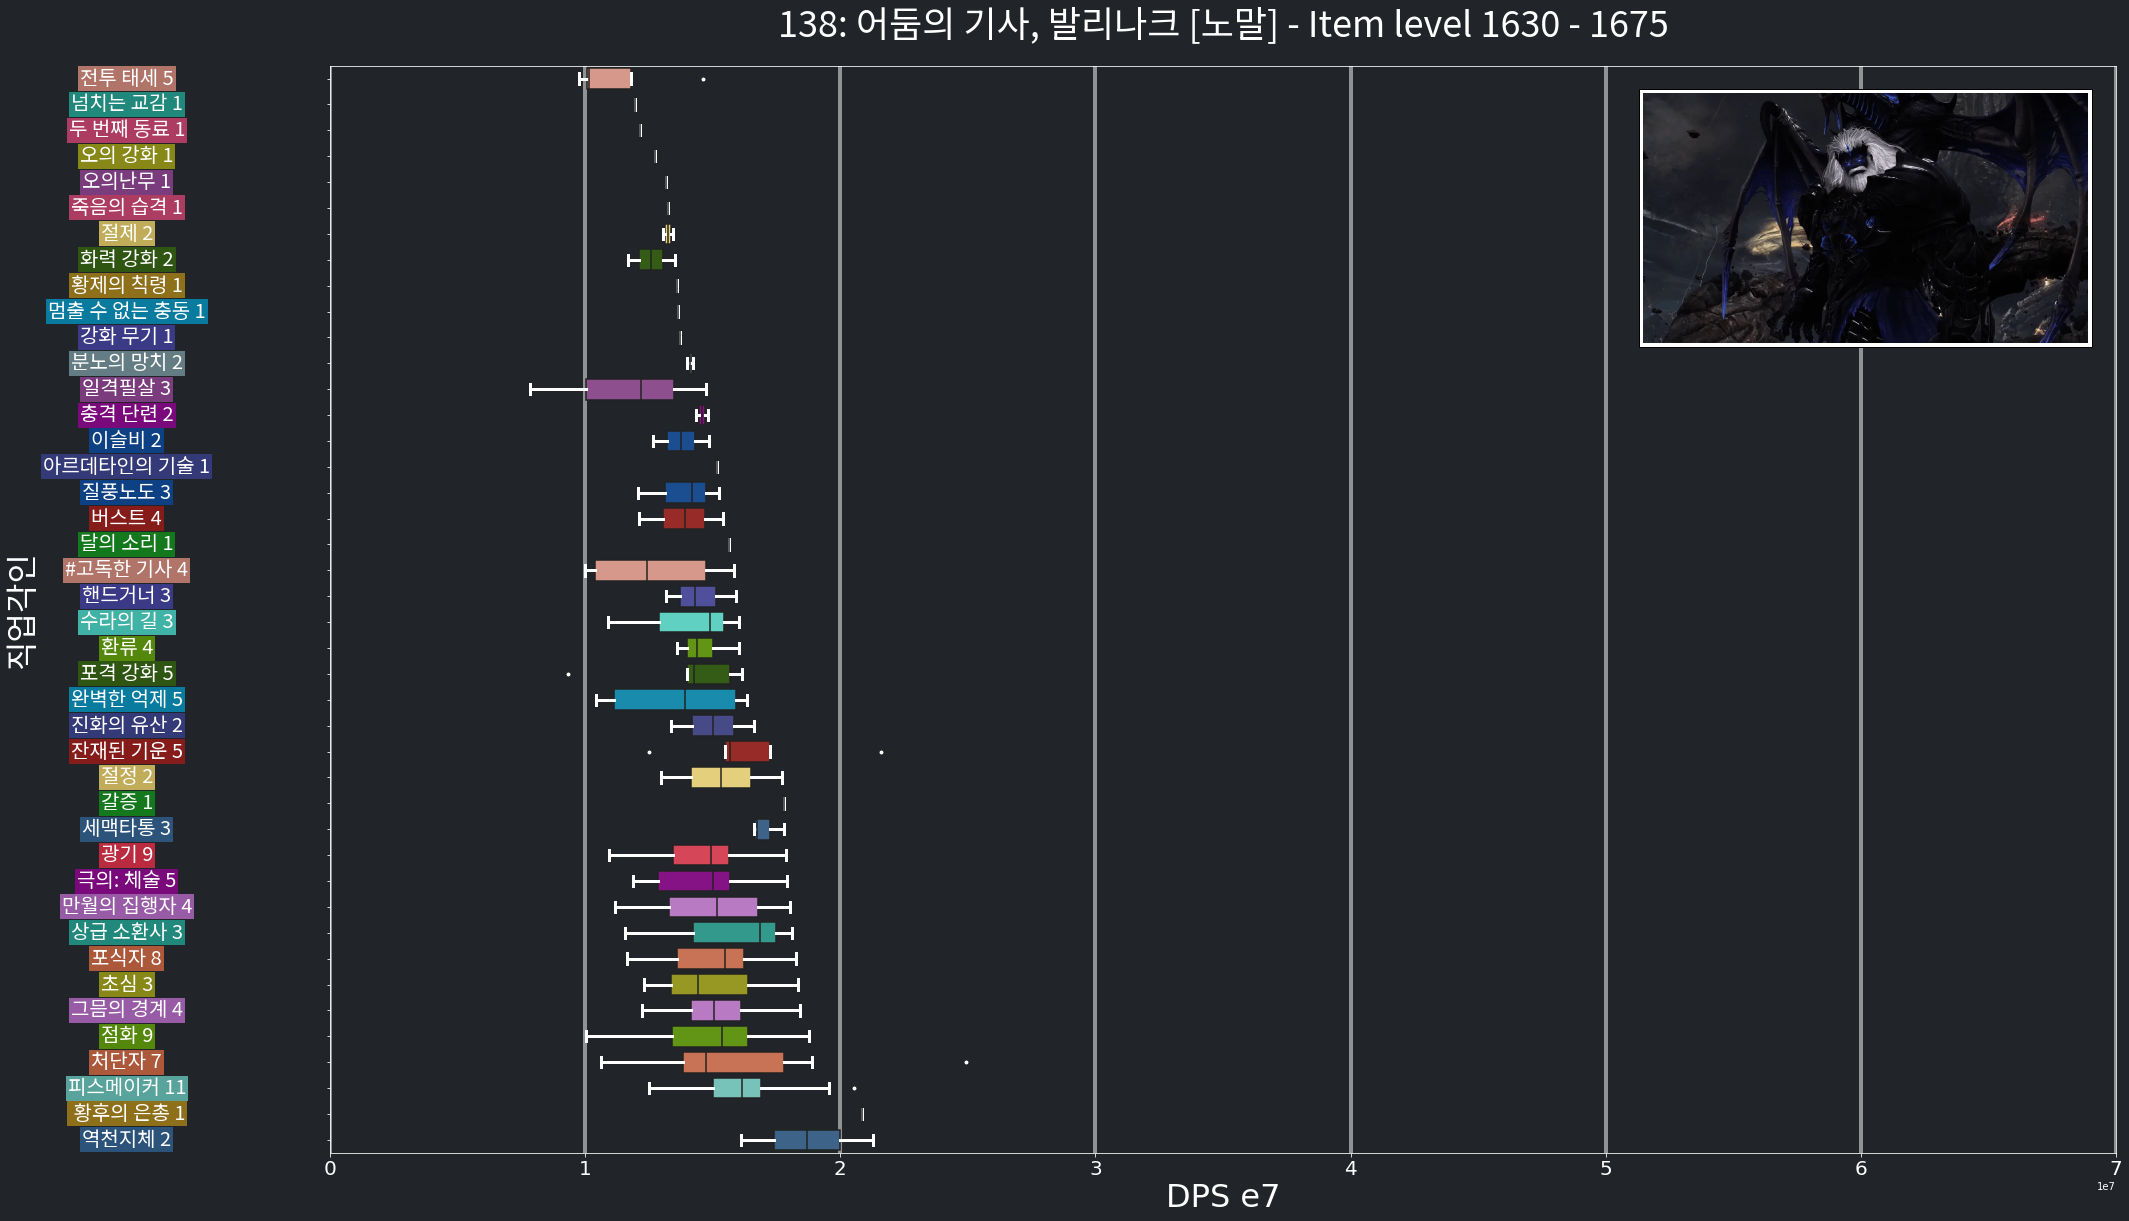 138: 어둠의 기사, 발리나크 [노말] - Item level 1630 - 1675
전투 태세 5
넘치는 교감 1
두 번째 동료 1
오의 강화 1
오의난무 1
죽음의 습격 1
절제 2
화력 강화 2
황제의 칙령 1
멈출 수 없는 충동 1
강화 무기 1
분노의 망치 2
일격필살 3
충격 단련 2
이슬비 2
아르데타인의 기술 1
질풍노도 3
버스트 4
달의 소리 1
#고독한 기사 4
핸드거너 3
수라의 길 3
환류 4
포격 강화 5
완벽한 억제 5
진화의 유산 2
잔재된 기운 5
절정 2
갈증 1
세맥타통 3
광기 9
극의: 체술 5
만월의 집행자 4
상급 소환사 3
포식자 8
초심 3
그믐의 경계 4
점화 9
처단자 7
피스메이커 11
황후의 은총 1
역천지체 2
직업각인
0 1 2 3 4 5 6 7
1e7
DPS e7